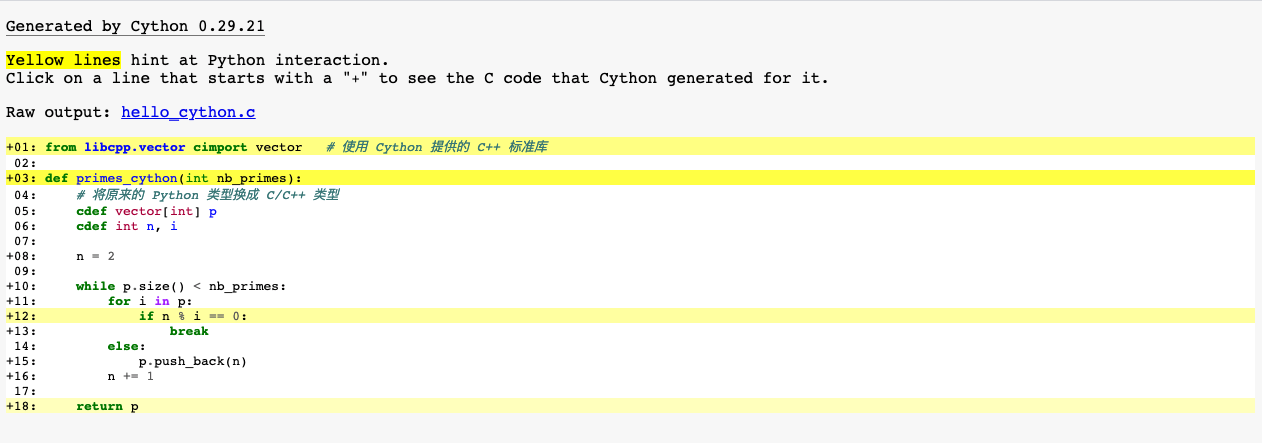 Generated by Cython 0.29.21
Yellow lines hint at Python interaction.
Click on a line that starts with a "+" to see the C code that Cython generated for it.
Raw output: hello_cython.c
+01: from libcpp.vector cimport vector   # 使用 Cython 提供的 C++ 标准库
 02:
+03: def primes_cython(int nb_primes):
 04:     # 将原来的 Python 类型换成 C/C++ 类型
 05:     cdef vector[int] p
 06:     cdef int n, i
 07:
+08:     n = 2
 09:
+10:     while p.size() < nb_primes:
+11:         for i in p:
+12:             if n % i == 0:
+13:                 break
 14:         else:
+15:             p.push_back(n)
+16:         n += 1
 17:
+18:     return p